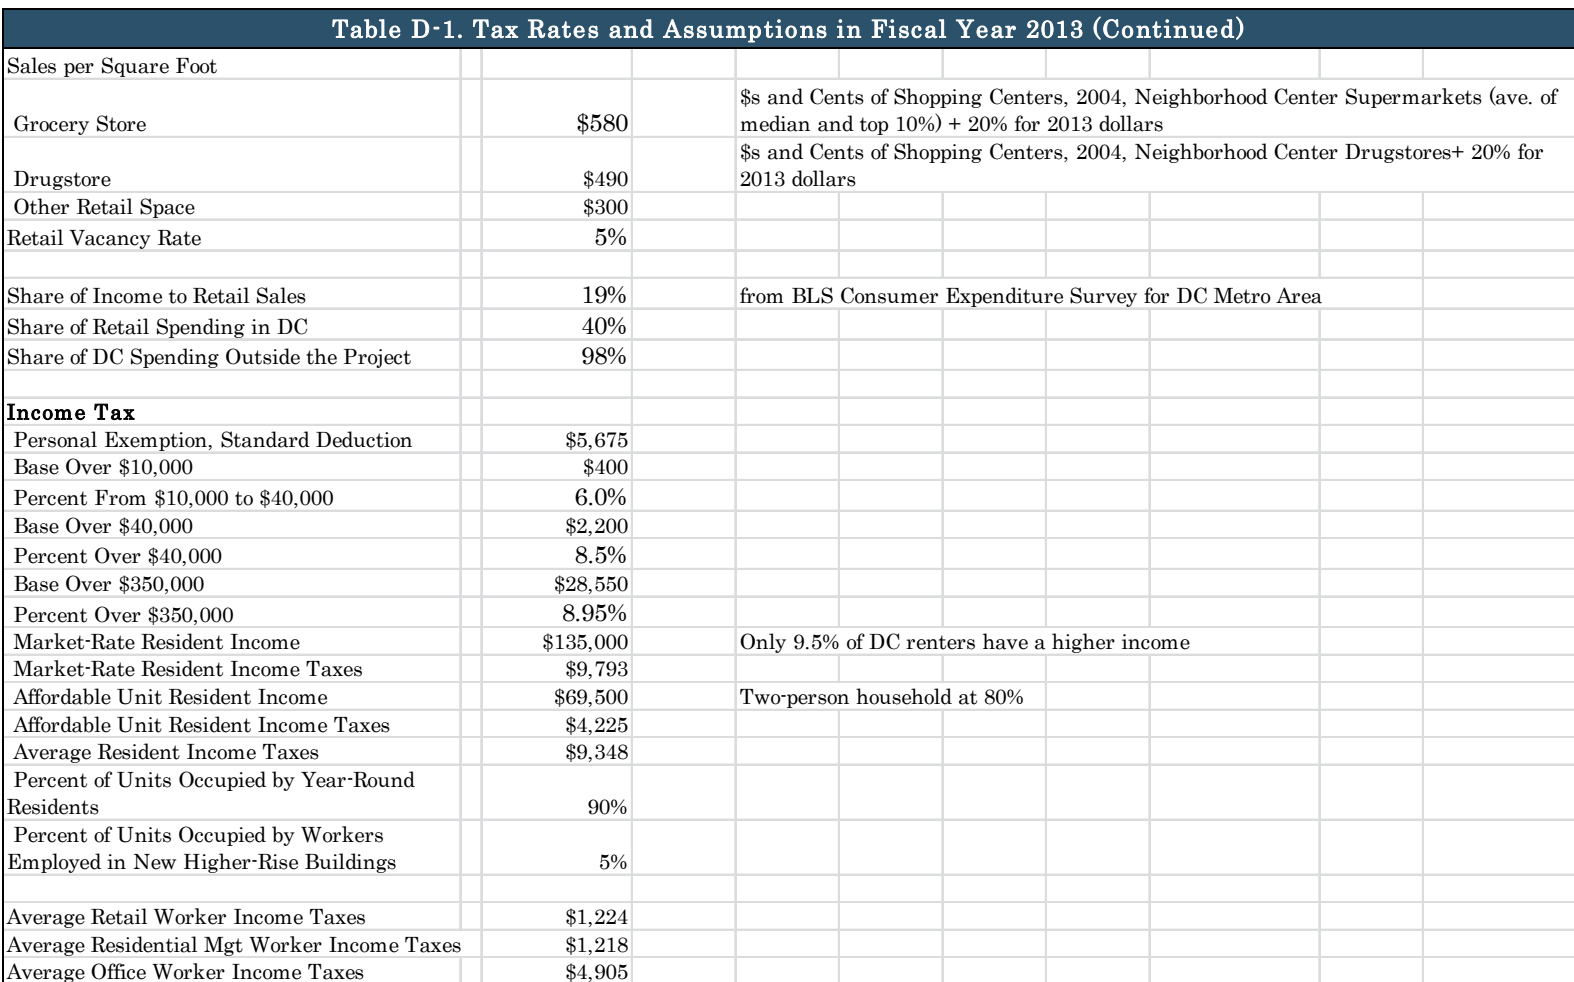 Table D-1. Tax Rates and Assumptions in Fiscal Year 2013 (Continued)
Sales per Square Foot
Grocery Store $580 $s and Cents of Shopping Centers, 2004, Neighborhood Center Supermarkets (ave. of
median and top 10%) + 20% for 2013 dollars
Drugstore $490 $s and Cents of Shopping Centers, 2004, Neighborhood Center Drugstores+ 20% for
2013 dollars
Other Retail Space $300
Retail Vacancy Rate 5%
Share of Income to Retail Sales 19% from BLS Consumer Expenditure Survey for DC Metro Area
Share of Retail Spending in DC 40%
Share of DC Spending Outside the Project 98%
Income Tax
Personal Exemption, Standard Deduction $5,675
Base Over $10,000 $400
Percent From $10,000 to $40,000 6.0%
Base Over $40,000 $2,200
Percent Over $40,000 8.5%
Base Over $350,000 $28,550
Percent Over $350,000 8.95%
Market-Rate Resident Income $135,000 Only 9.5% of DC renters have a higher income
Market-Rate Resident Income Taxes $9,793
Affordable Unit Resident Income $69,500 Two-person household at 80%
Affordable Unit Resident Income Taxes $4,225
Average Resident Income Taxes $9,348
Percent of Units Occupied by Year-Round
Residents 90%
Percent of Units Occupied by Workers
Employed in New Higher-Rise Buildings 5%
Average Retail Worker Income Taxes $1,224
Average Residential Mgt Worker Income Taxes $1,218
Average Office Worker Income Taxes $4,905